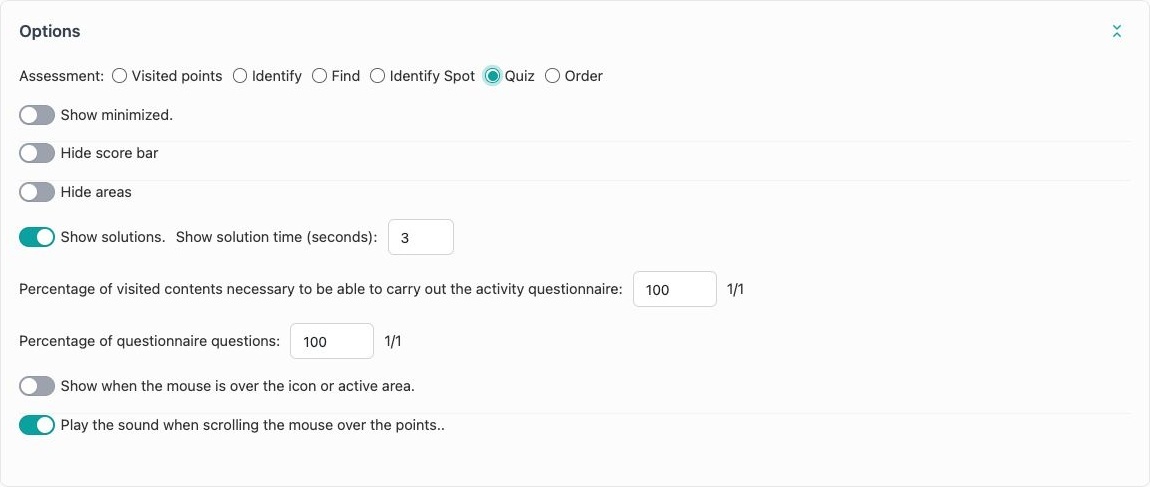 Options
Assessment: Visited points Identify Find Identify Spot Quiz Order
Show minimized.
Hide score bar
Hide areas
Show solutions. Show solution time (seconds): 3
Percentage of visited contents necessary to be able to carry out the activity questionnaire: 100 1/1
Percentage of questionnaire questions: 100 1/1
Show when the mouse is over the icon or active area.
Play the sound when scrolling the mouse over the points..